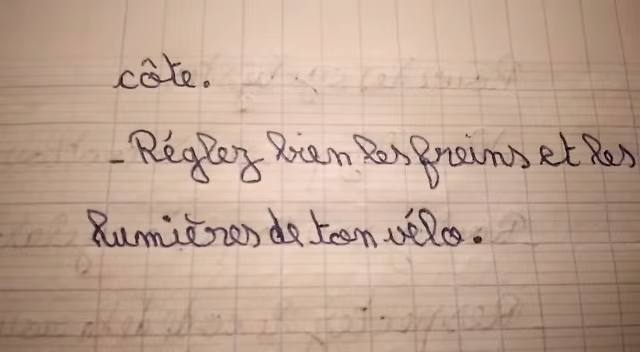 côte.
- Réglez bien les freins et les
lumières de ton vélo.